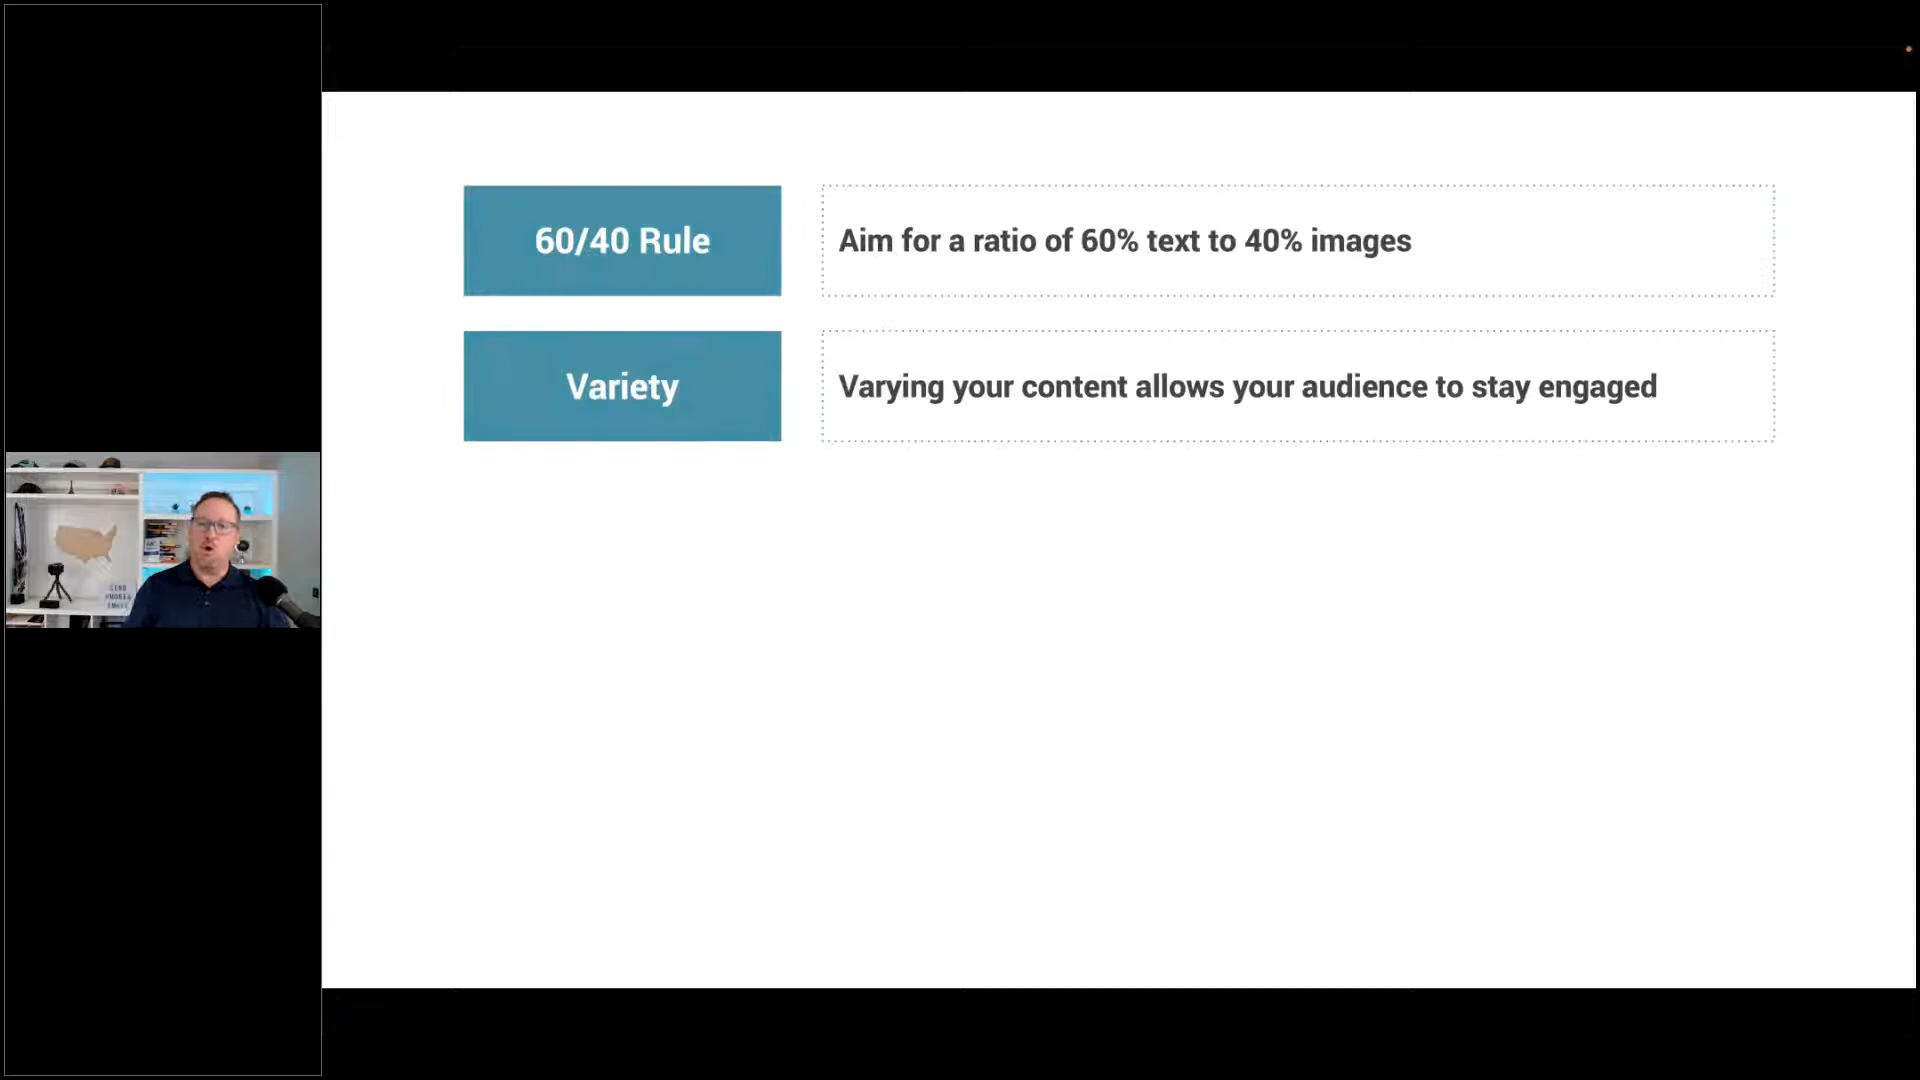 60/40 Rule
Aim for a ratio of 60% text to 40% images
Variety
Varying your content allows your audience to stay engaged
SEND